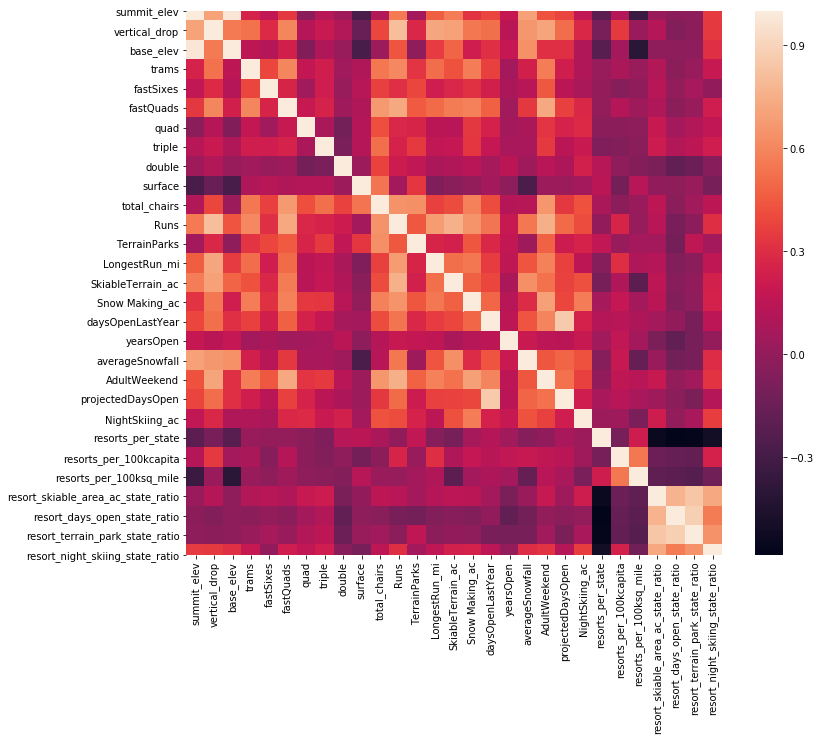 summit_elev
vertical_drop
base_elev
trams
fastSixes
fastQuads
quad
triple
double
surface
total_chairs
Runs
TerrainParks
LongestRun_mi
SkiableTerrain_ac
Snow Making_ac
daysOpenLastYear
yearsOpen
averageSnowfall
AdultWeekend
projectedDaysOpen
NightSkiing_ac
resorts_per_state
resorts_per_100kcapita
resorts_per_100ksq_mile
resort_skiable_area_ac_state_ratio
resort_days_open_state_ratio
resort_terrain_park_state_ratio
resort_night_skiing_state_ratio
summit_elev
vertical_drop
base_elev
trams
fastSixes
fastQuads
quad
triple
double
surface
total_chairs
Runs
TerrainParks
LongestRun_mi
SkiableTerrain_ac
Snow Making_ac
daysOpenLastYear
yearsOpen
averageSnowfall
AdultWeekend
projectedDaysOpen
NightSkiing_ac
resorts_per_state
resorts_per_100kcapita
resorts_per_100ksq_mile
resort_skiable_area_ac_state_ratio
resort_days_open_state_ratio
resort_terrain_park_state_ratio
resort_night_skiing_state_ratio
0.9
0.6
0.3
0.0
−0.3